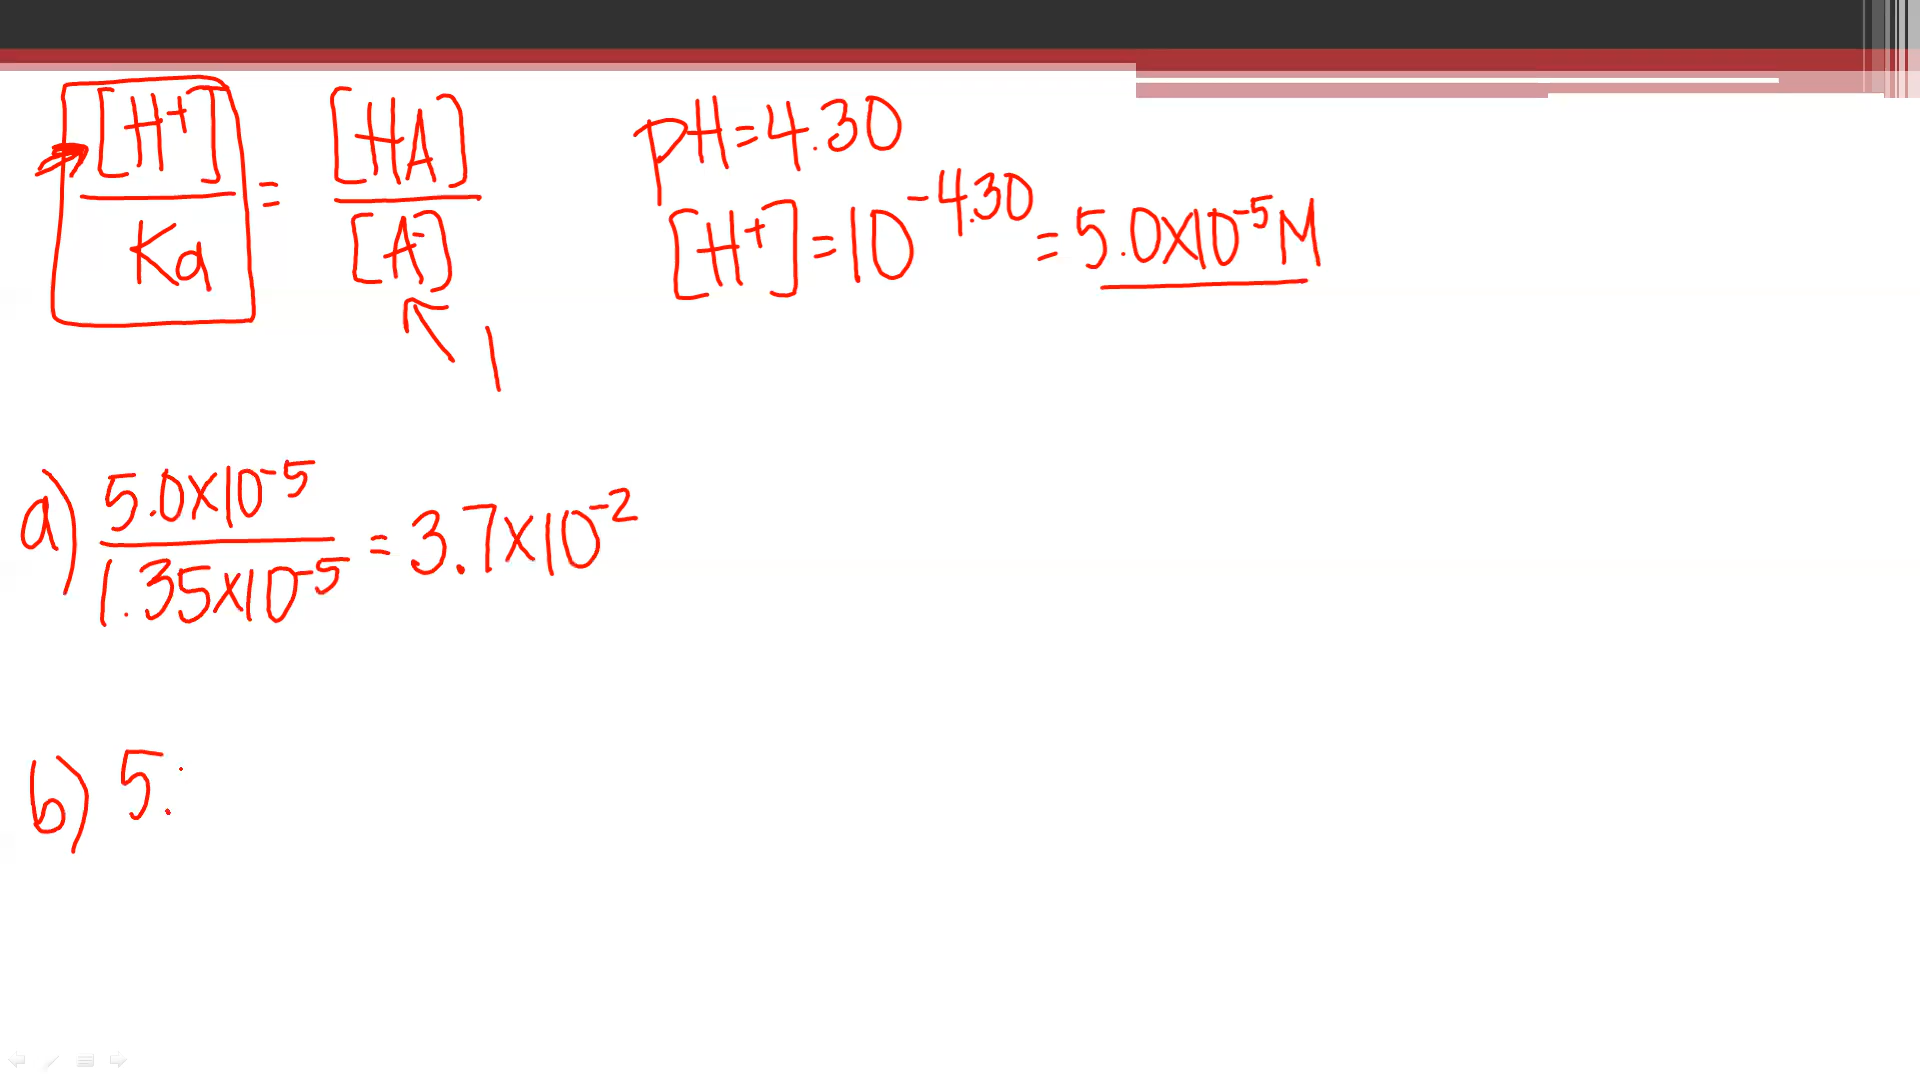 [H⁺] / Ka = [HA] / [A⁻]
1
pH=4.30
[H⁺]=10⁻⁴·³⁰ = 5.0x10⁻⁵M
a) 5.0x10⁻⁵ / 1.35x10⁻⁵ = 3.7x10⁻²
b) 5.